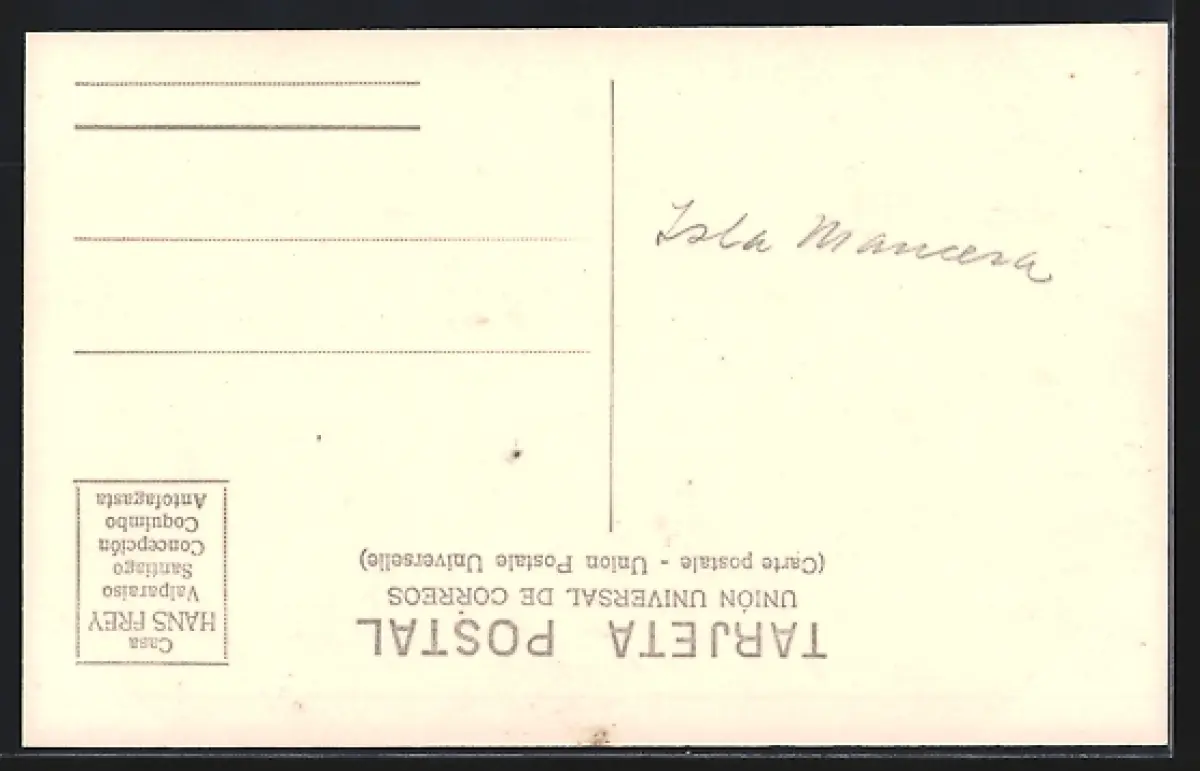 Isla Mancera
TARJETA POSTAL
UNIÓN UNIVERSAL DE CORREOS
(Carte postale - Union Postale Universelle)
Casa
HANS FREY
Valparaiso
Santiago
Concepción
Coquimbo
Antofagasta